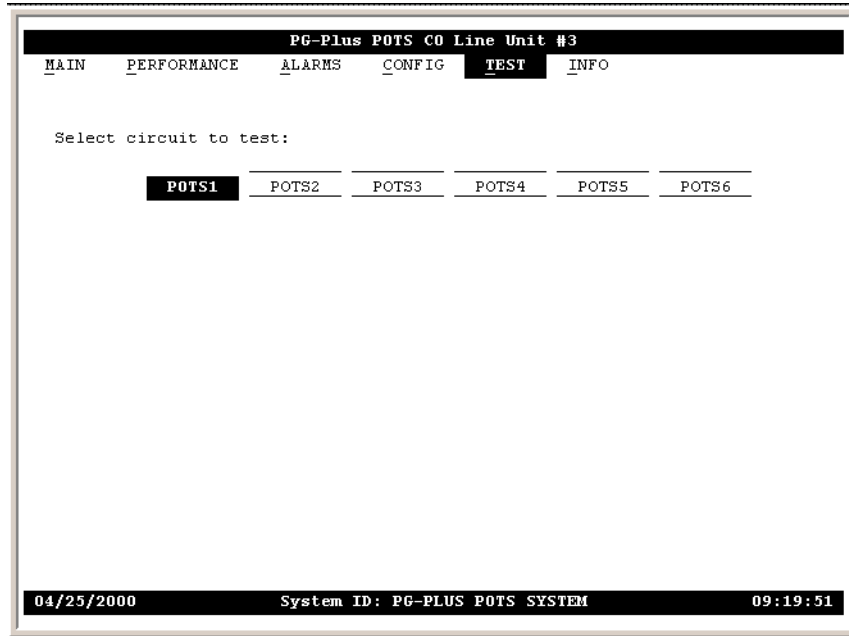 PG-Plus POTS CO Line Unit #3
MAIN PERFORMANCE ALARMS CONFIG TEST INFO
Select circuit to test:
POTS1 POTS2 POTS3 POTS4 POTS5 POTS6
04/25/2000 System ID: PG-PLUS POTS SYSTEM 09:19:51